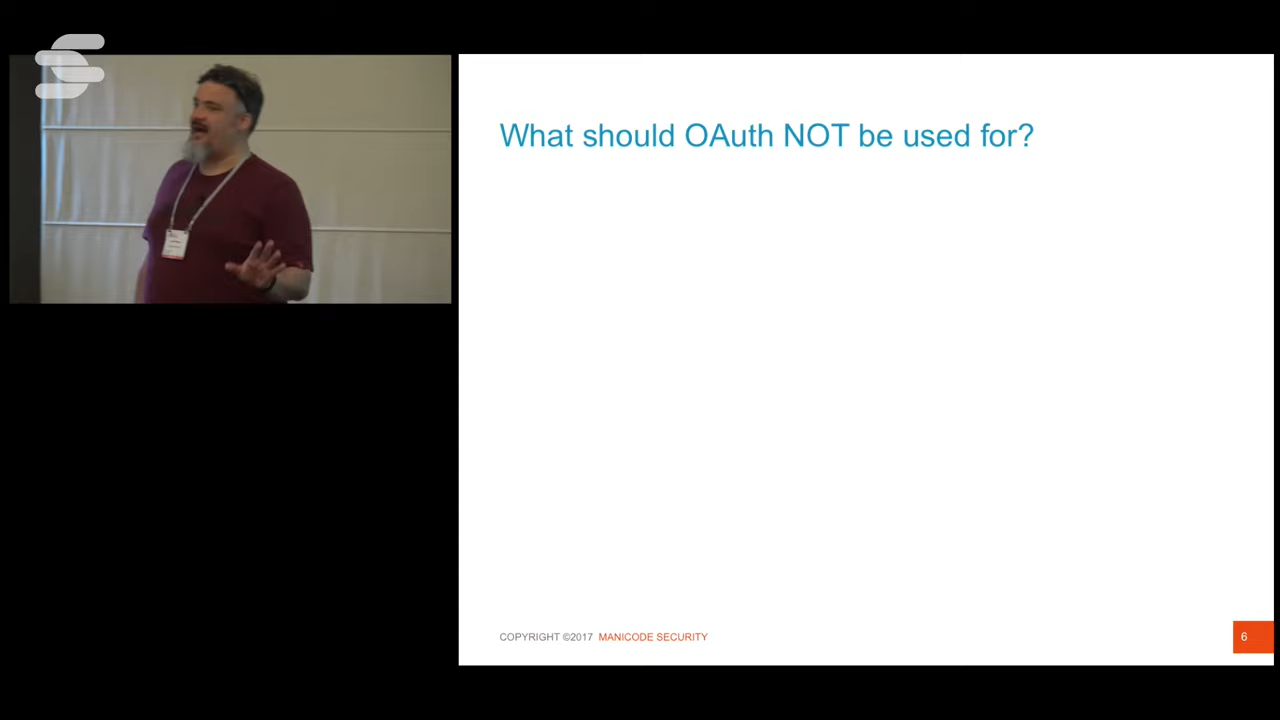 What should OAuth NOT be used for?
COPYRIGHT ©2017 MANICODE SECURITY
6